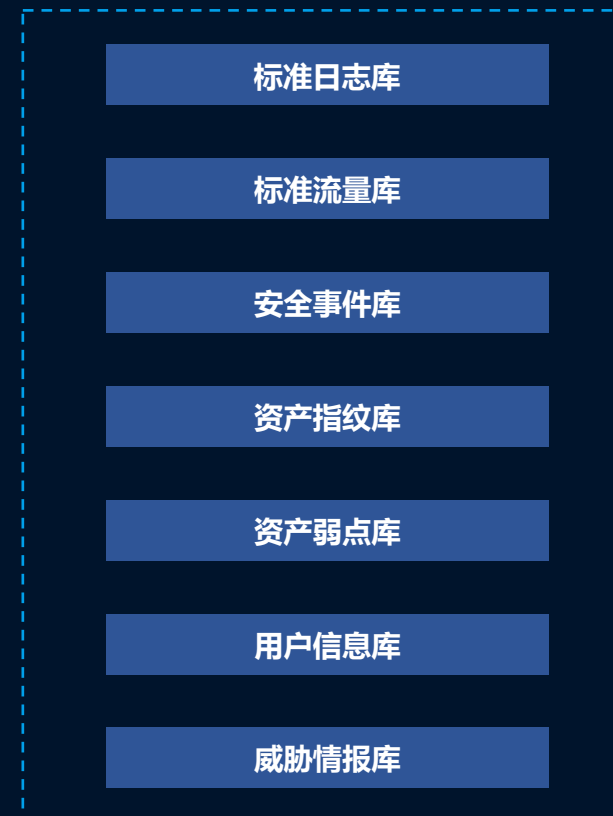 标准日志库
标准流量库
安全事件库
资产指纹库
资产弱点库
用户信息库
威胁情报库